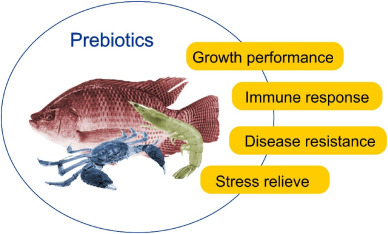 Prebiotics
Growth performance
Immune response
Disease resistance
Stress relieve